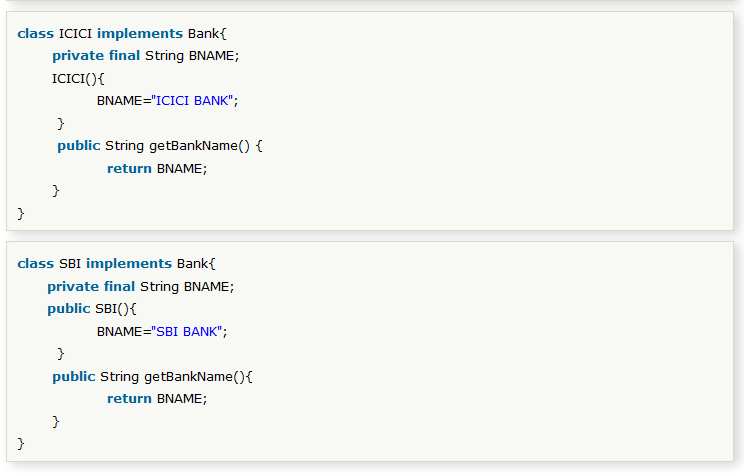 class ICICI implements Bank{
private final String BNAME;
ICICI(){
BNAME="ICICI BANK";
}
public String getBankName() {
return BNAME;
}
}
class SBI implements Bank{
private final String BNAME;
public SBI(){
BNAME="SBI BANK";
}
public String getBankName(){
return BNAME;
}
}